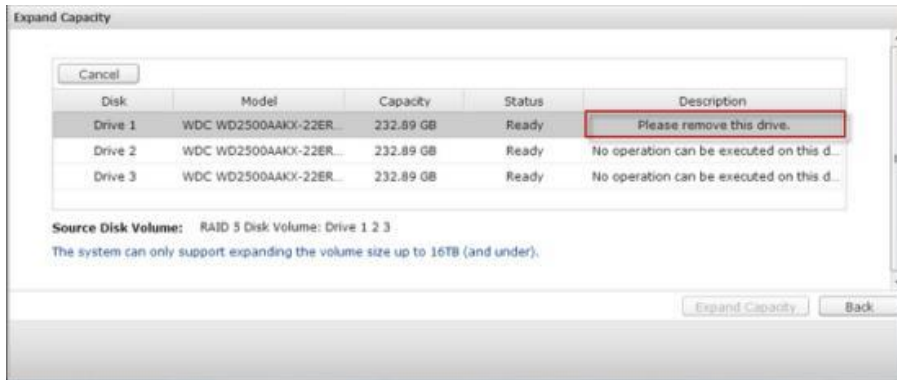 Expand Capacity
Cancel
Disk Model Capacity Status Description
Drive 1 WDC WD2500AAKX-22ER... 232.89 GB Ready Please remove this drive.
Drive 2 WDC WD2500AAKX-22ER... 232.89 GB Ready No operation can be executed on this d...
Drive 3 WDC WD2500AAKX-22ER... 232.89 GB Ready No operation can be executed on this d...
Source Disk Volume: RAID 5 Disk Volume: Drive 1 2 3
The system can only support expanding the volume size up to 16TB (and under).
Expand Capacity Back